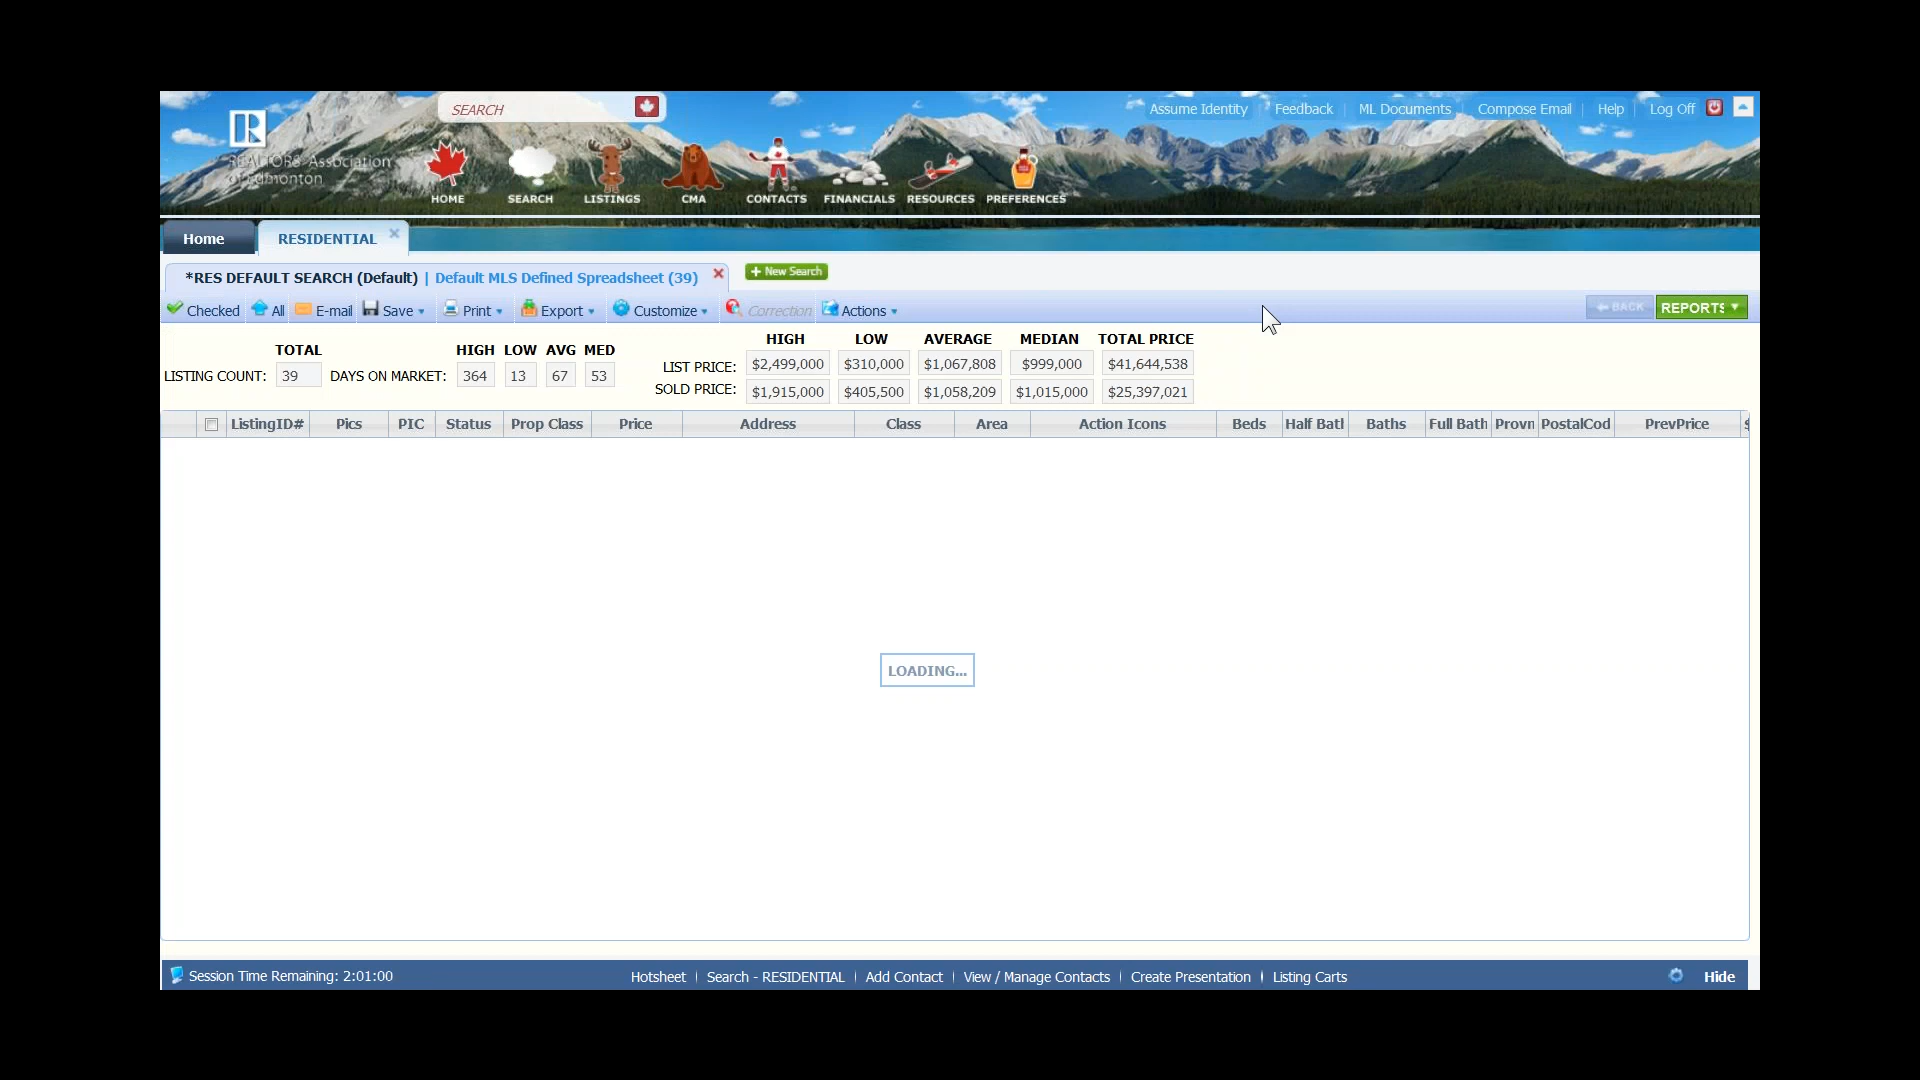 SEARCH
Assume Identity
Feedback
ML Documents
Compose Email
Help
Log Off
REALTORS Association
of Edmonton
HOME
SEARCH
LISTINGS
CMA
CONTACTS
FINANCIALS
RESOURCES
PREFERENCES
Home
RESIDENTIAL
*RES DEFAULT SEARCH (Default) | Default MLS Defined Spreadsheet (39)
+ New Search
Checked
All
E-mail
Save
Print
Export
Customize
Correction
Actions
BACK
REPORTS
TOTAL
HIGH LOW AVG MED
LISTING COUNT: 39
DAYS ON MARKET: 364 13 67 53
HIGH LOW AVERAGE MEDIAN TOTAL PRICE
LIST PRICE: $2,499,000 $310,000 $1,067,808 $999,000 $41,644,538
SOLD PRICE: $1,915,000 $405,500 $1,058,209 $1,015,000 $25,397,021
ListingID# Pics PIC Status Prop Class Price Address Class Area Action Icons Beds Half Batl Baths Full Bath Provn PostalCod PrevPrice
LOADING...
Session Time Remaining: 2:01:00
Hotsheet | Search - RESIDENTIAL | Add Contact | View / Manage Contacts | Create Presentation | Listing Carts
Hide